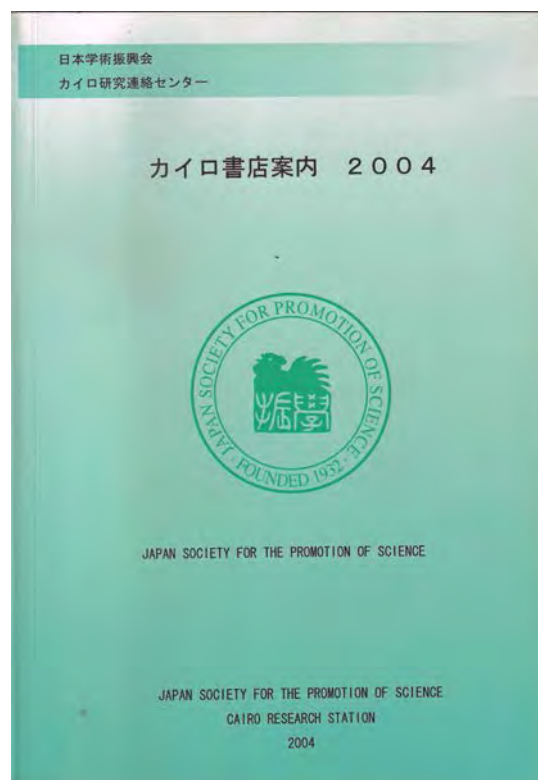 日本学術振興会
カイロ研究連絡センター
カイロ書店案内 2004
JAPAN SOCIETY FOR PROMOTION OF SCIENCE
振學
・FOUNDED 1932・
JAPAN SOCIETY FOR THE PROMOTION OF SCIENCE
JAPAN SOCIETY FOR THE PROMOTION OF SCIENCE
CAIRO RESEARCH STATION
2004